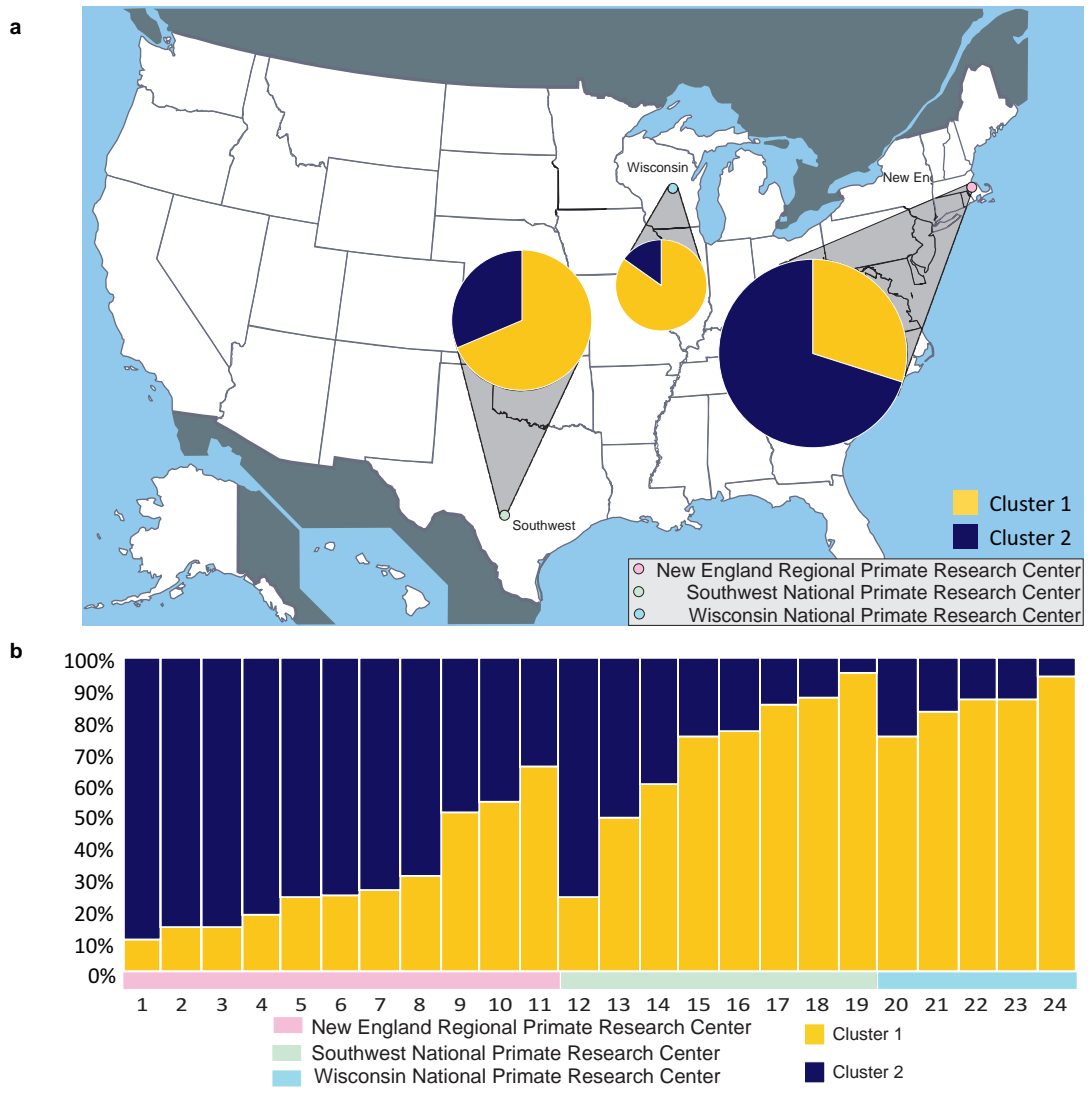 a
Wisconsin
New En
Southwest
Cluster 1
Cluster 2
New England Regional Primate Research Center
Southwest National Primate Research Center
Wisconsin National Primate Research Center
b
100%
90%
80%
70%
60%
50%
40%
30%
20%
10%
0%
1 2 3 4 5 6 7 8 9 10 11 12 13 14 15 16 17 18 19 20 21 22 23 24
New England Regional Primate Research Center
Southwest National Primate Research Center
Wisconsin National Primate Research Center
Cluster 1
Cluster 2